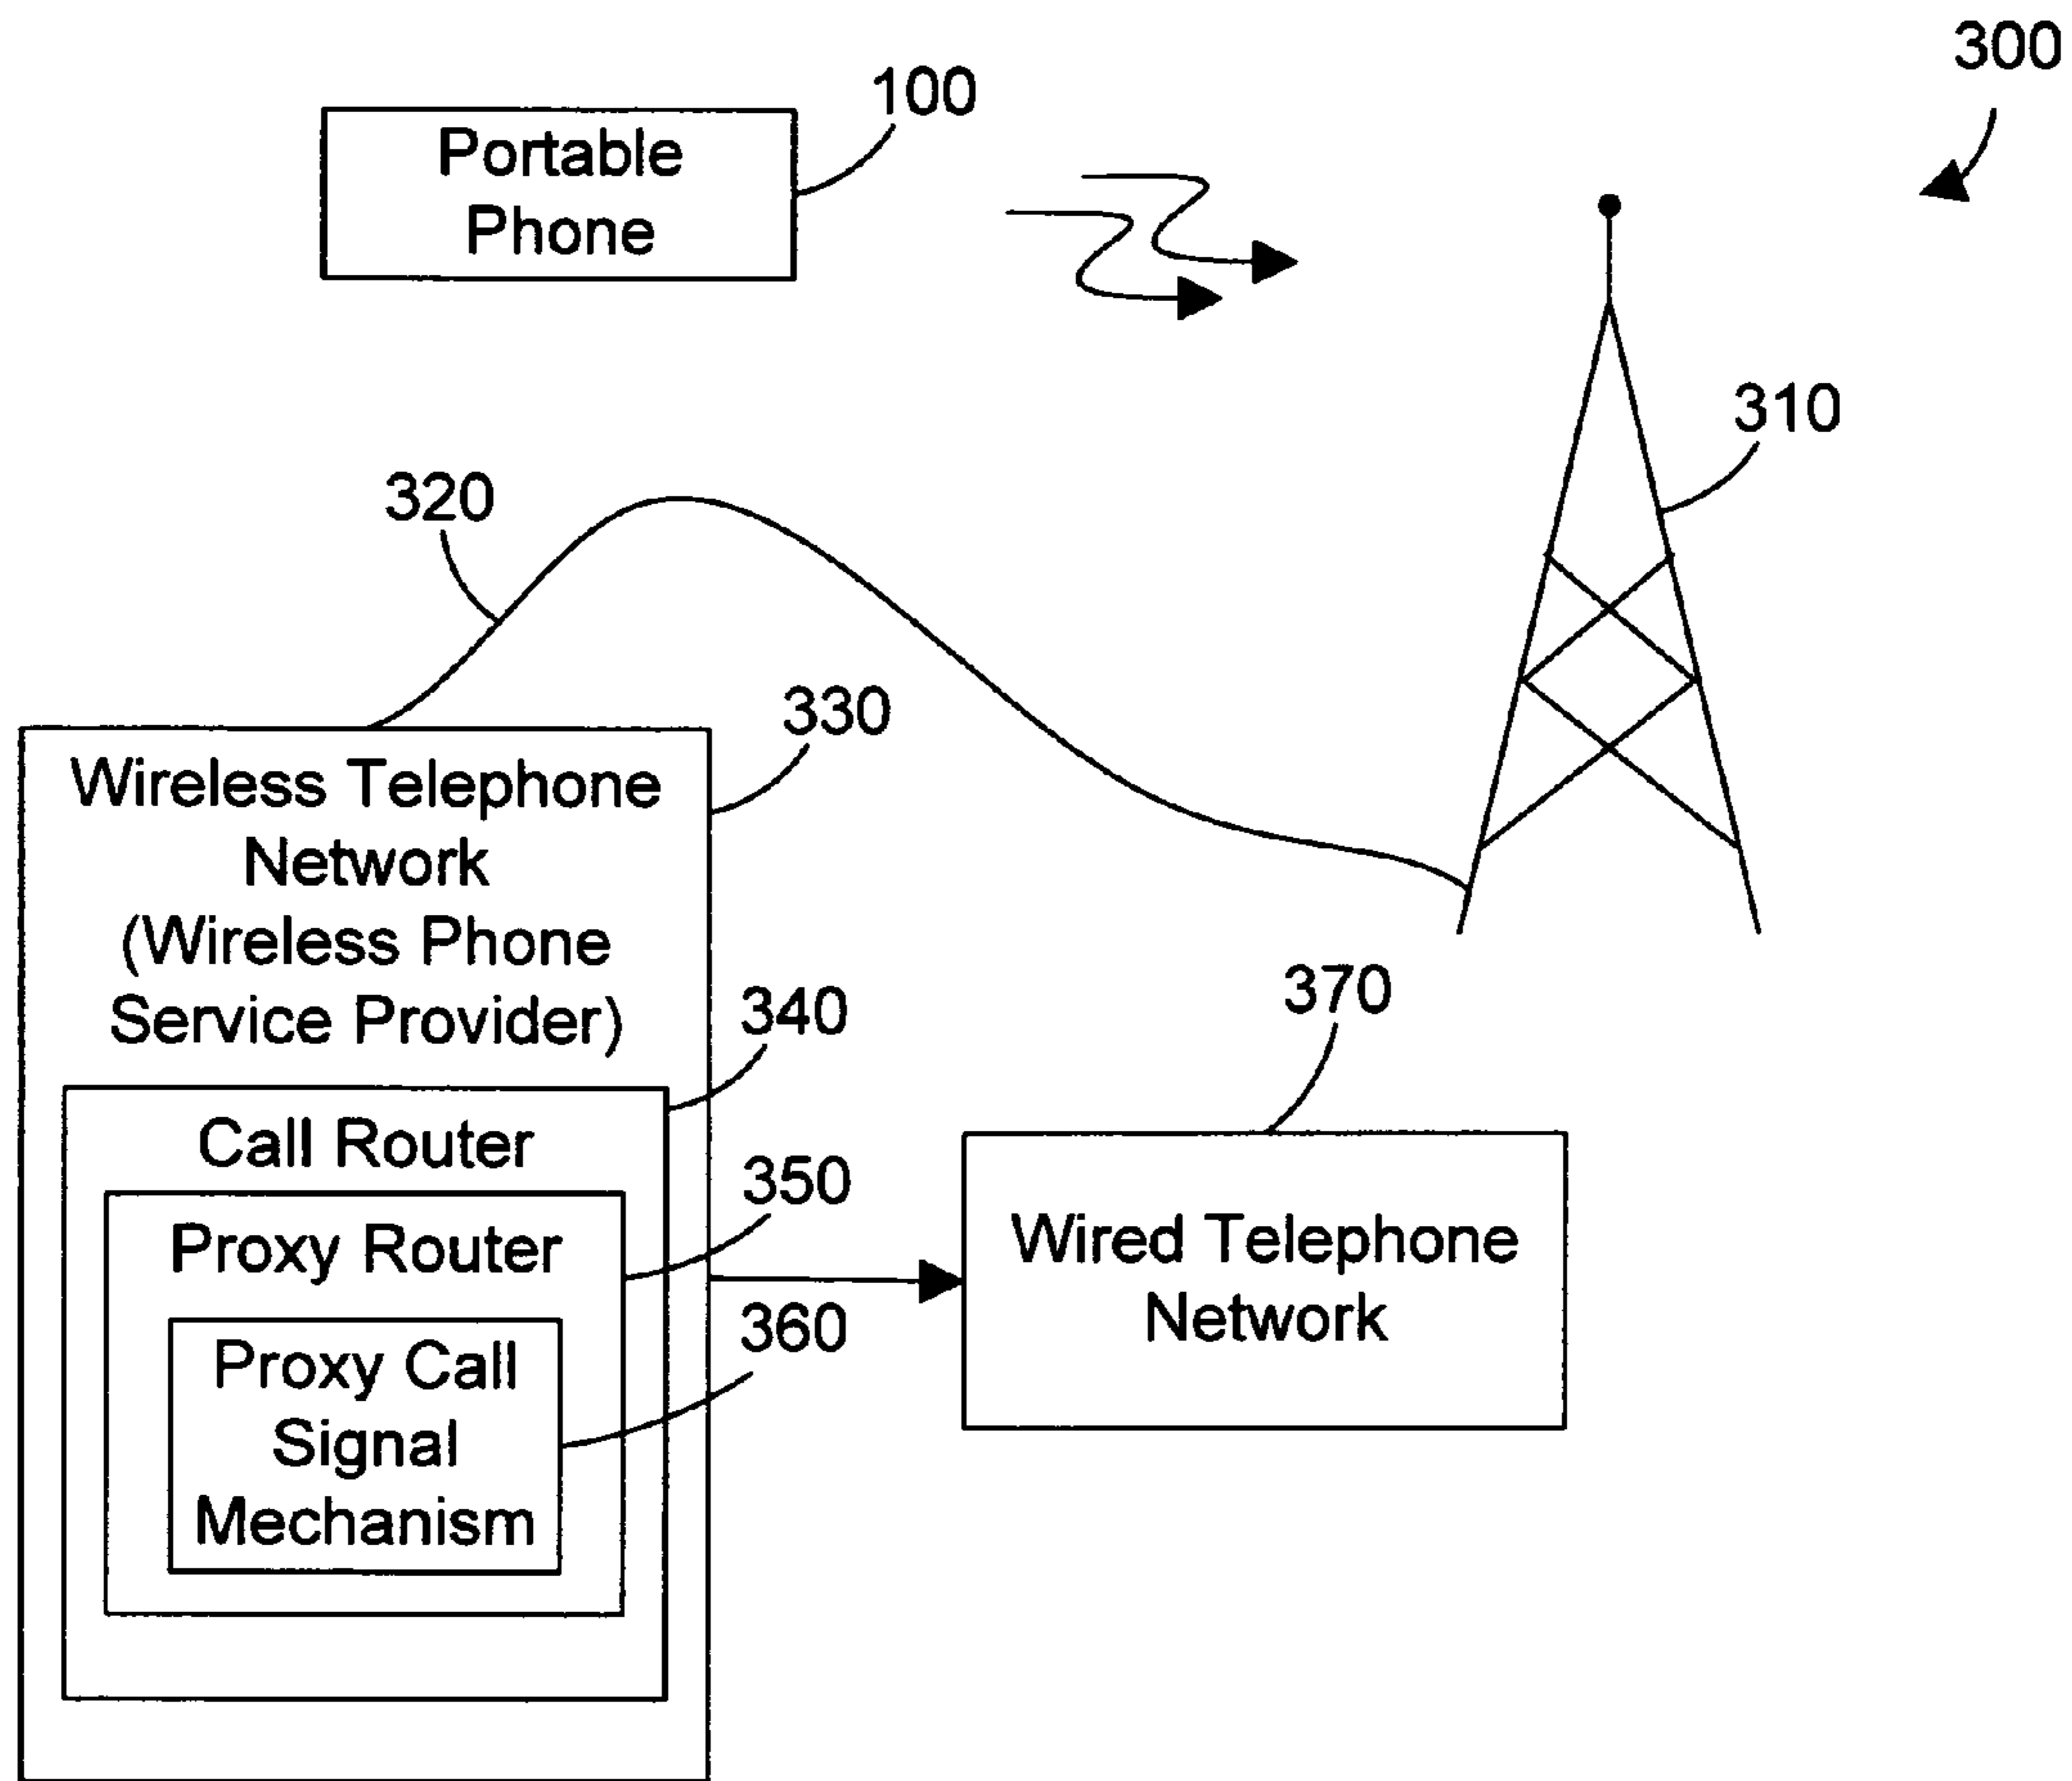 300
100
Portable
Phone
310
320
330
Wireless Telephone
Network
(Wireless Phone
Service Provider)
340
370
Call Router
350
Proxy Router
Wired Telephone
Network
360
Proxy Call
Signal
Mechanism